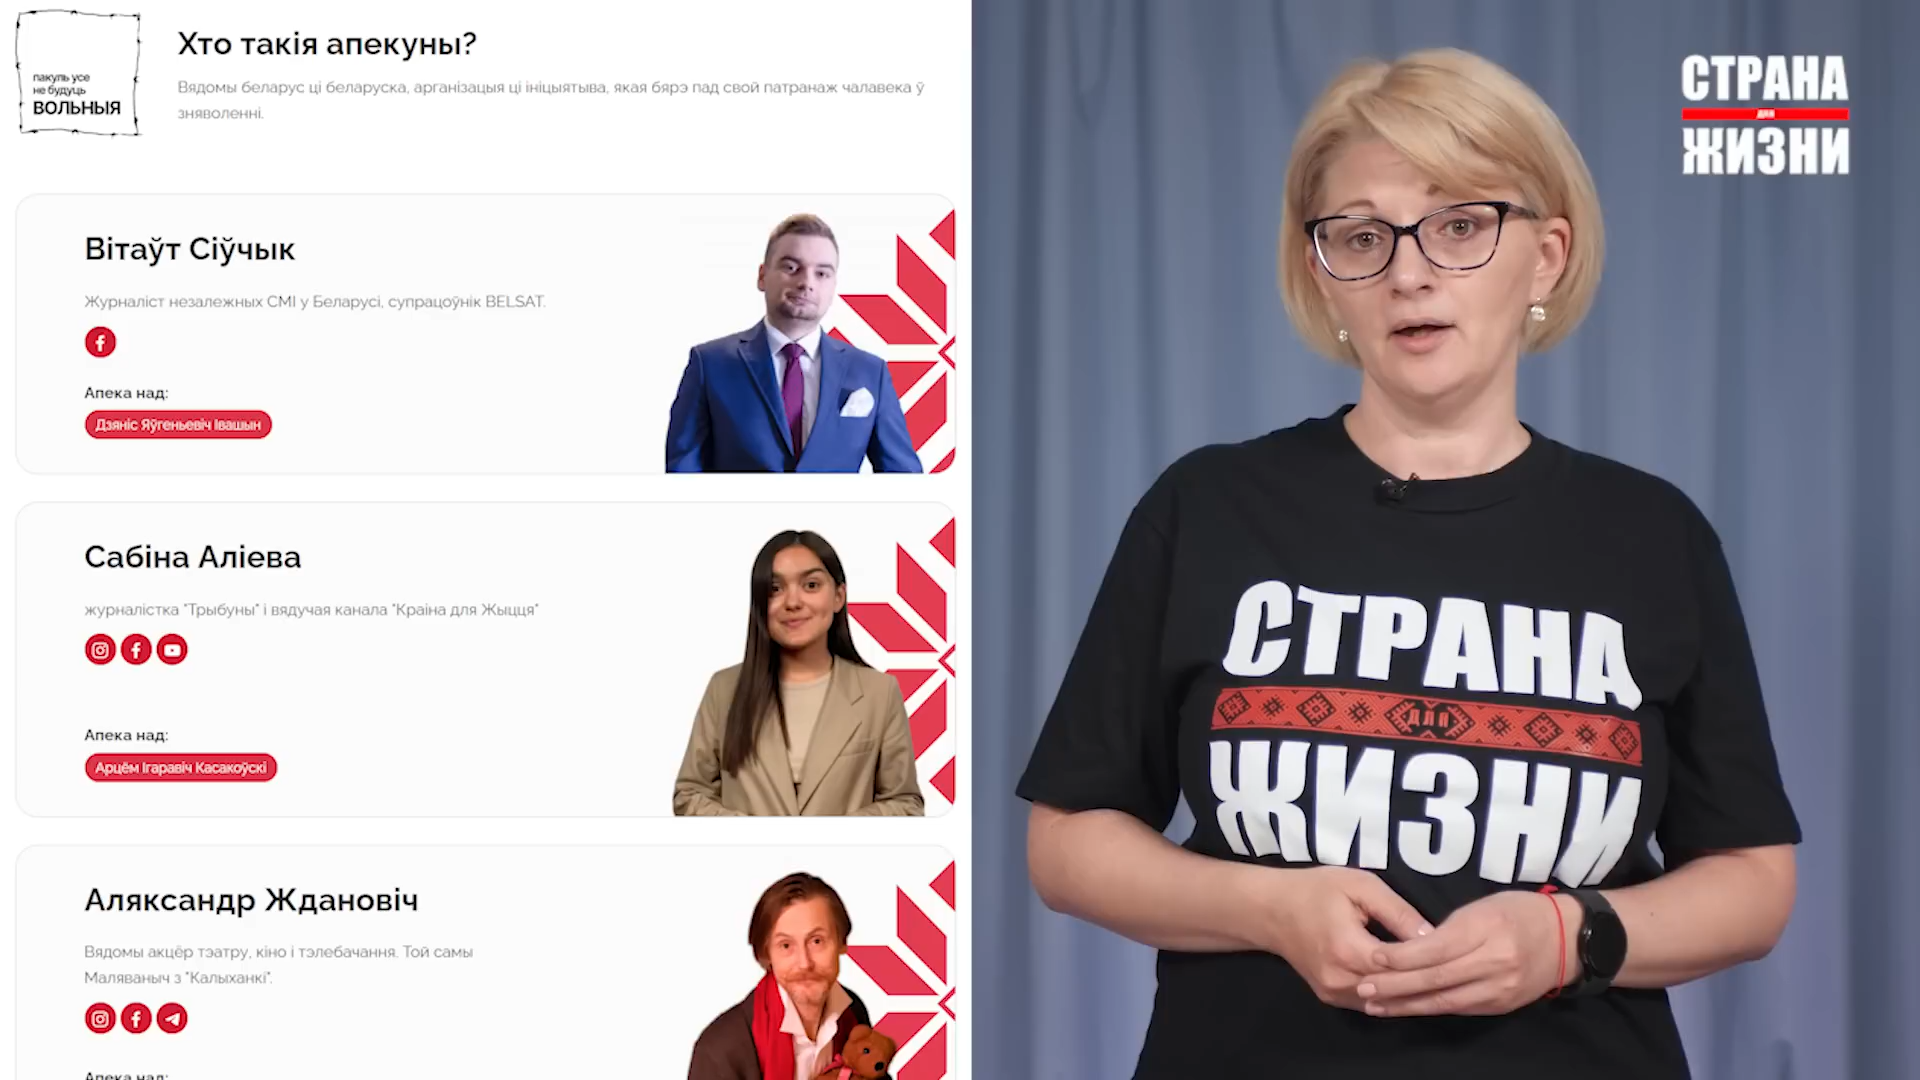 пакуль усе
не будуць
ВОЛЬНЫЯ
Хто такія апекуны?
Вядомы беларус ці беларуска, арганізацыя ці ініцыятыва, якая бярэ пад свой патранаж чалавека ў
зняволенні.
Вітаўт Сіўчык
Журналіст незалежных СМІ у Беларусі, супрацоўнік BELSAT.
Апека над:
Дзяніс Яўгеньевіч Івашын
Сабіна Аліева
журналістка "Трыбуны" і вядучая канала "Краіна для Жыцця"
Апека над:
Арцём Ігаравіч Касакоўскі
Аляксандр Ждановіч
Вядомы акцёр тэатру, кіно і тэлебачання. Той самы
Маляваныч з "Калыханкі".
Апека над:
СТРАНА
ДЛЯ
ЖИЗНИ
СТРАНА
ДЛЯ
ЖИЗНИ